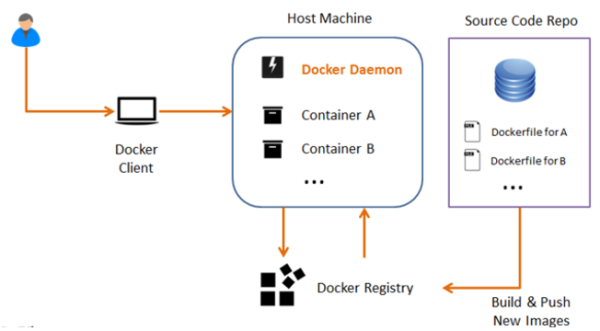 Host Machine
Source Code Repo
Docker Daemon
Container A
Container B
...
Dockerfile for A
Dockerfile for B
...
Docker
Client
Docker Registry
Build & Push
New Images